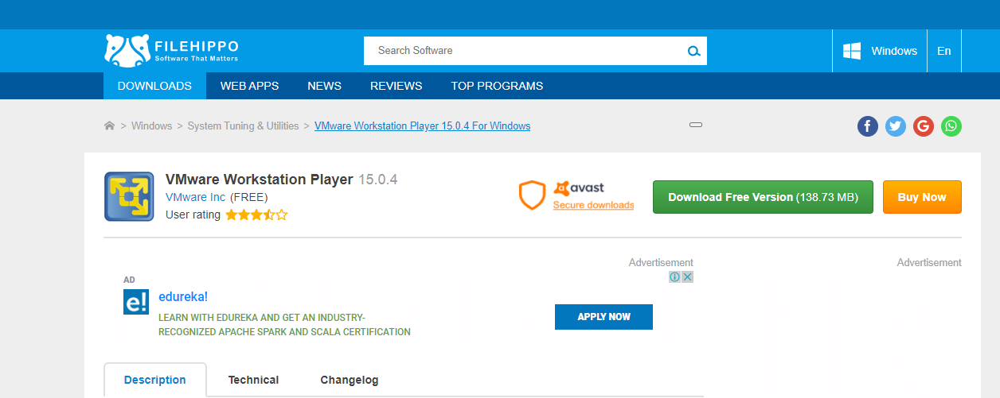 FILEHIPPO
Software That Matters
Search Software
Windows
En
DOWNLOADS WEB APPS NEWS REVIEWS TOP PROGRAMS
> Windows > System Tuning & Utilities > VMware Workstation Player 15.0.4 For Windows
f
G
VMware Workstation Player 15.0.4
VMware Inc (FREE)
User rating
avast
Secure downloads
Download Free Version (138.73 MB)
Buy Now
Advertisement
Advertisement
AD
e!
edureka!
LEARN WITH EDUREKA AND GET AN INDUSTRY-
RECOGNIZED APACHE SPARK AND SCALA CERTIFICATION
APPLY NOW
Description Technical Changelog